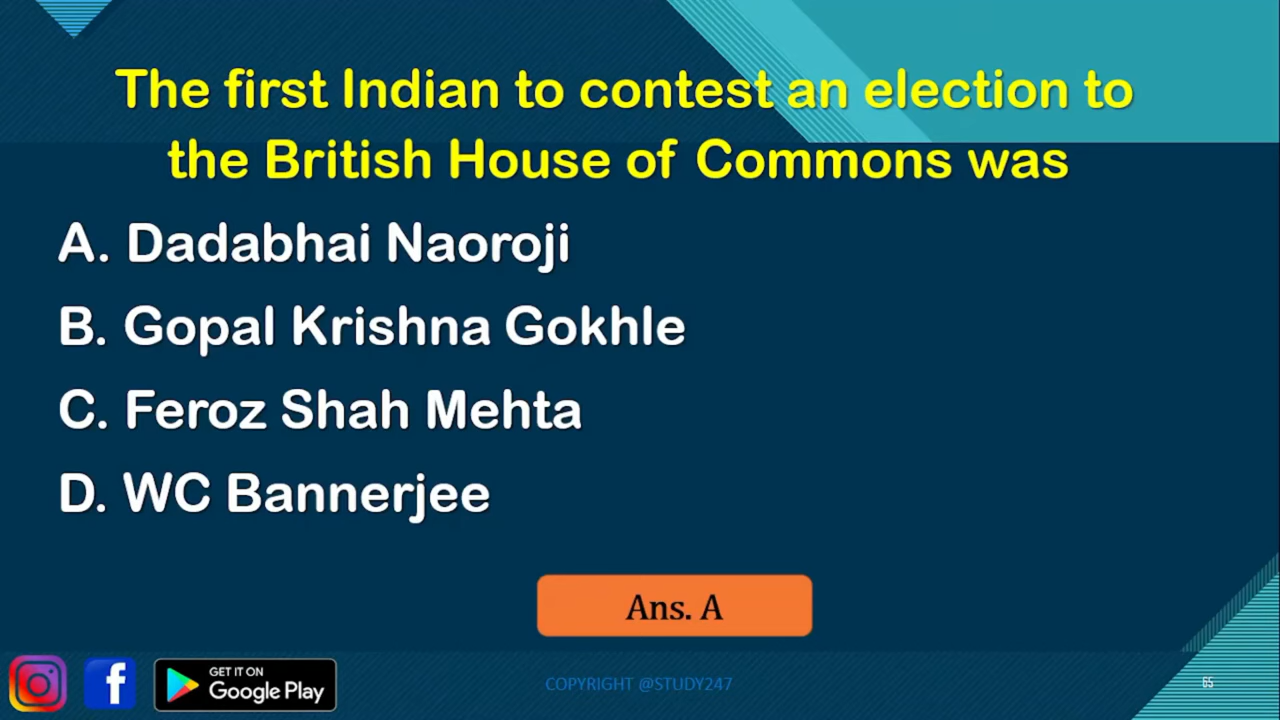 The first Indian to contest an election to
the British House of Commons was
A. Dadabhai Naoroji
B. Gopal Krishna Gokhle
C. Feroz Shah Mehta
D. WC Bannerjee
Ans. A
GET IT ON
Google Play
COPYRIGHT @STUDY247
65